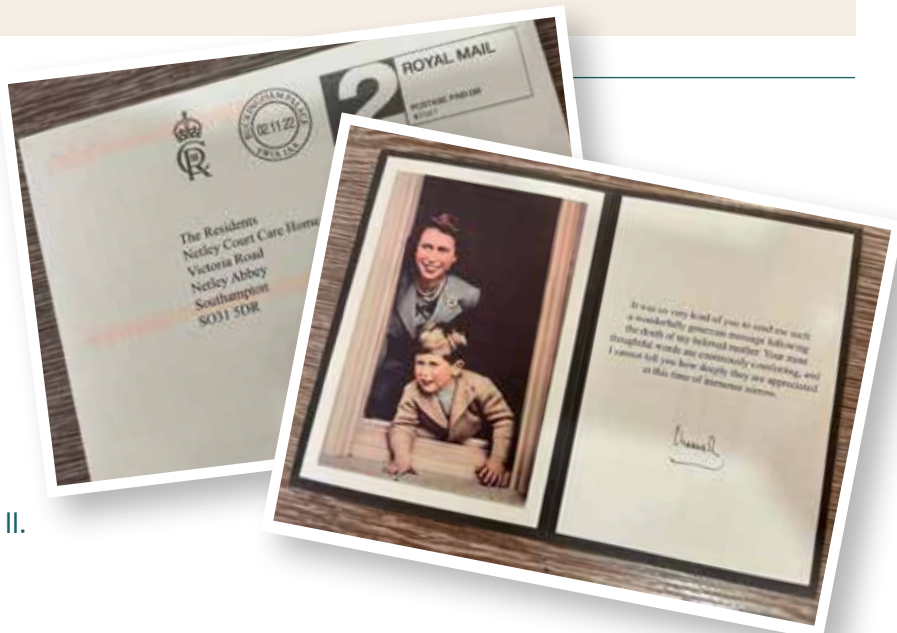 BUCKINGHAM PALACE
02.11.22
2
ROYAL MAIL
POSTAGE PAID GB
The Residents
Netley Court Care Home
Victoria Road
Netley Abbey
Southampton
SO31 5DR
It was so very kind of you to send me such
a wonderfully generous message following
the death of my beloved mother. Your most
thoughtful words are enormously comforting, and
I cannot tell you how deeply they are appreciated
at this time of immense sorrow.
II.